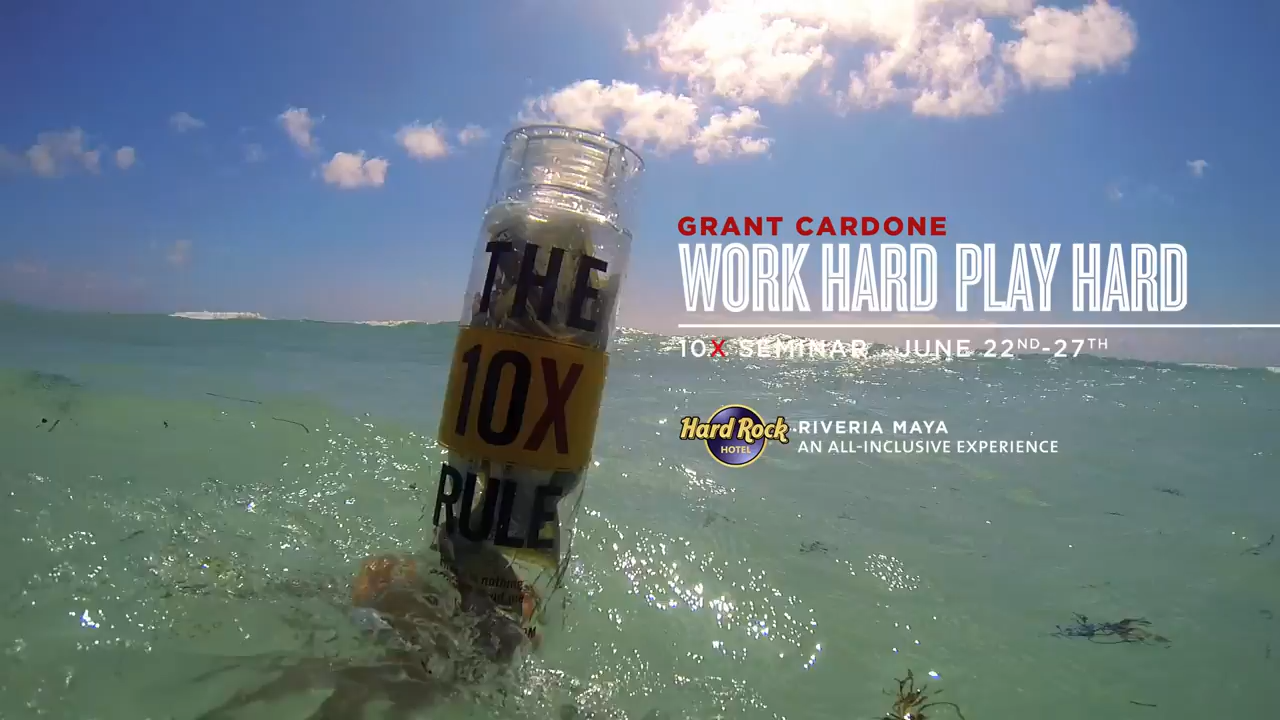 THE
10X
RULE
GRANT CARDONE
WORK HARD PLAY HARD
10X SEMINAR JUNE 22ND-27TH
Hard Rock
HOTEL
RIVERIA MAYA
AN ALL-INCLUSIVE EXPERIENCE